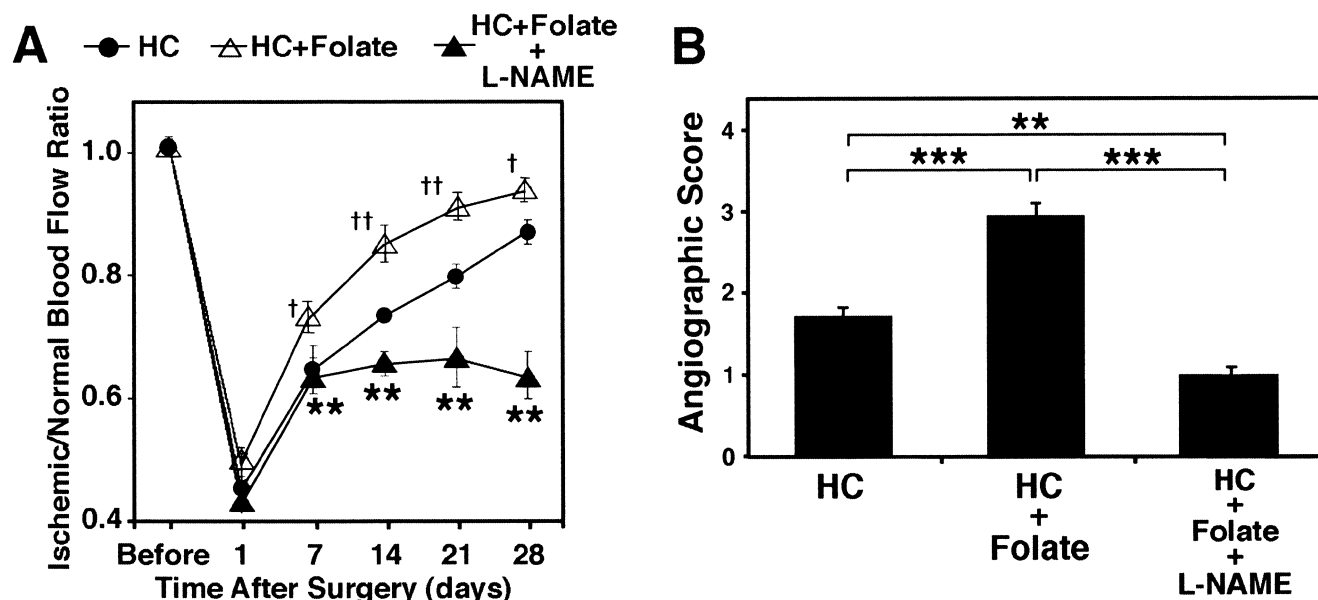 A
HC
HC+Folate
HC+Folate
+
L-NAME
Ischemic/Normal Blood Flow Ratio
1.0
0.8
0.6
0.4
†
††
††
†
**
**
**
**
Before 1 7 14 21 28
Time After Surgery (days)
B
Angiographic Score
4
3
2
1
0
**
*** ***
HC
HC
+
Folate
HC
+
Folate
+
L-NAME